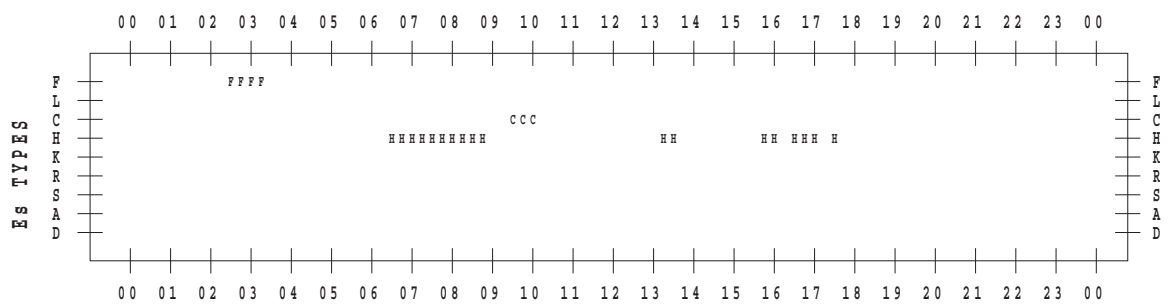 00 01 02 03 04 05 06 07 08 09 10 11 12 13 14 15 16 17 18 19 20 21 22 23 00
F FFFF F
L L
C CCC C
H HHHHHHHHHH HH HH HHH H H
K K
R R
S S
A A
D D
Es TYPES
00 01 02 03 04 05 06 07 08 09 10 11 12 13 14 15 16 17 18 19 20 21 22 23 00